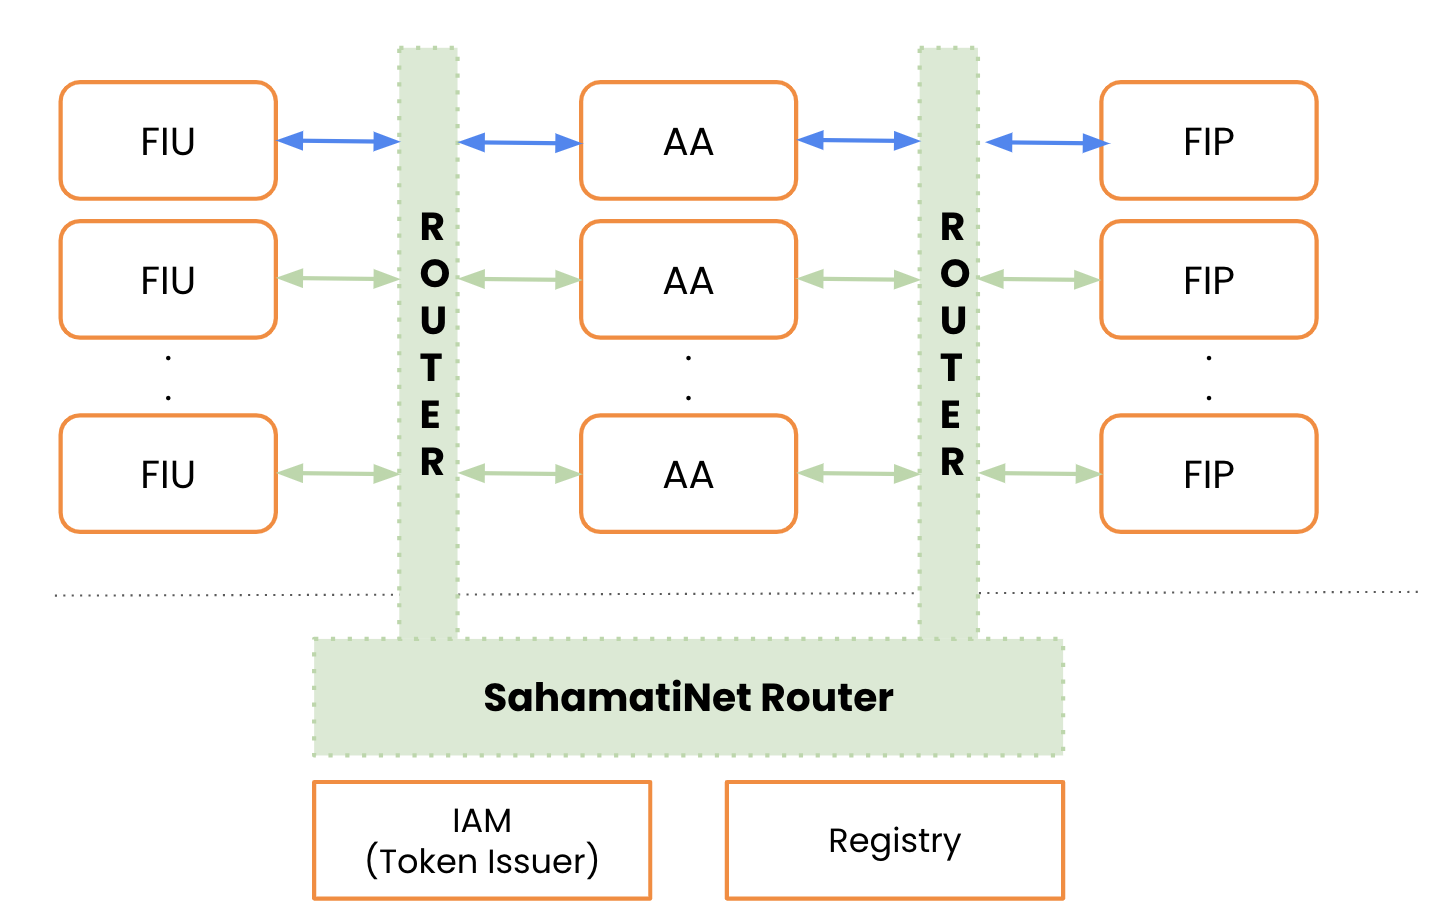 FIU
AA
FIP
FIU
AA
FIP
FIU
AA
FIP
ROUTER
ROUTER
SahamatiNet Router
IAM
(Token Issuer)
Registry